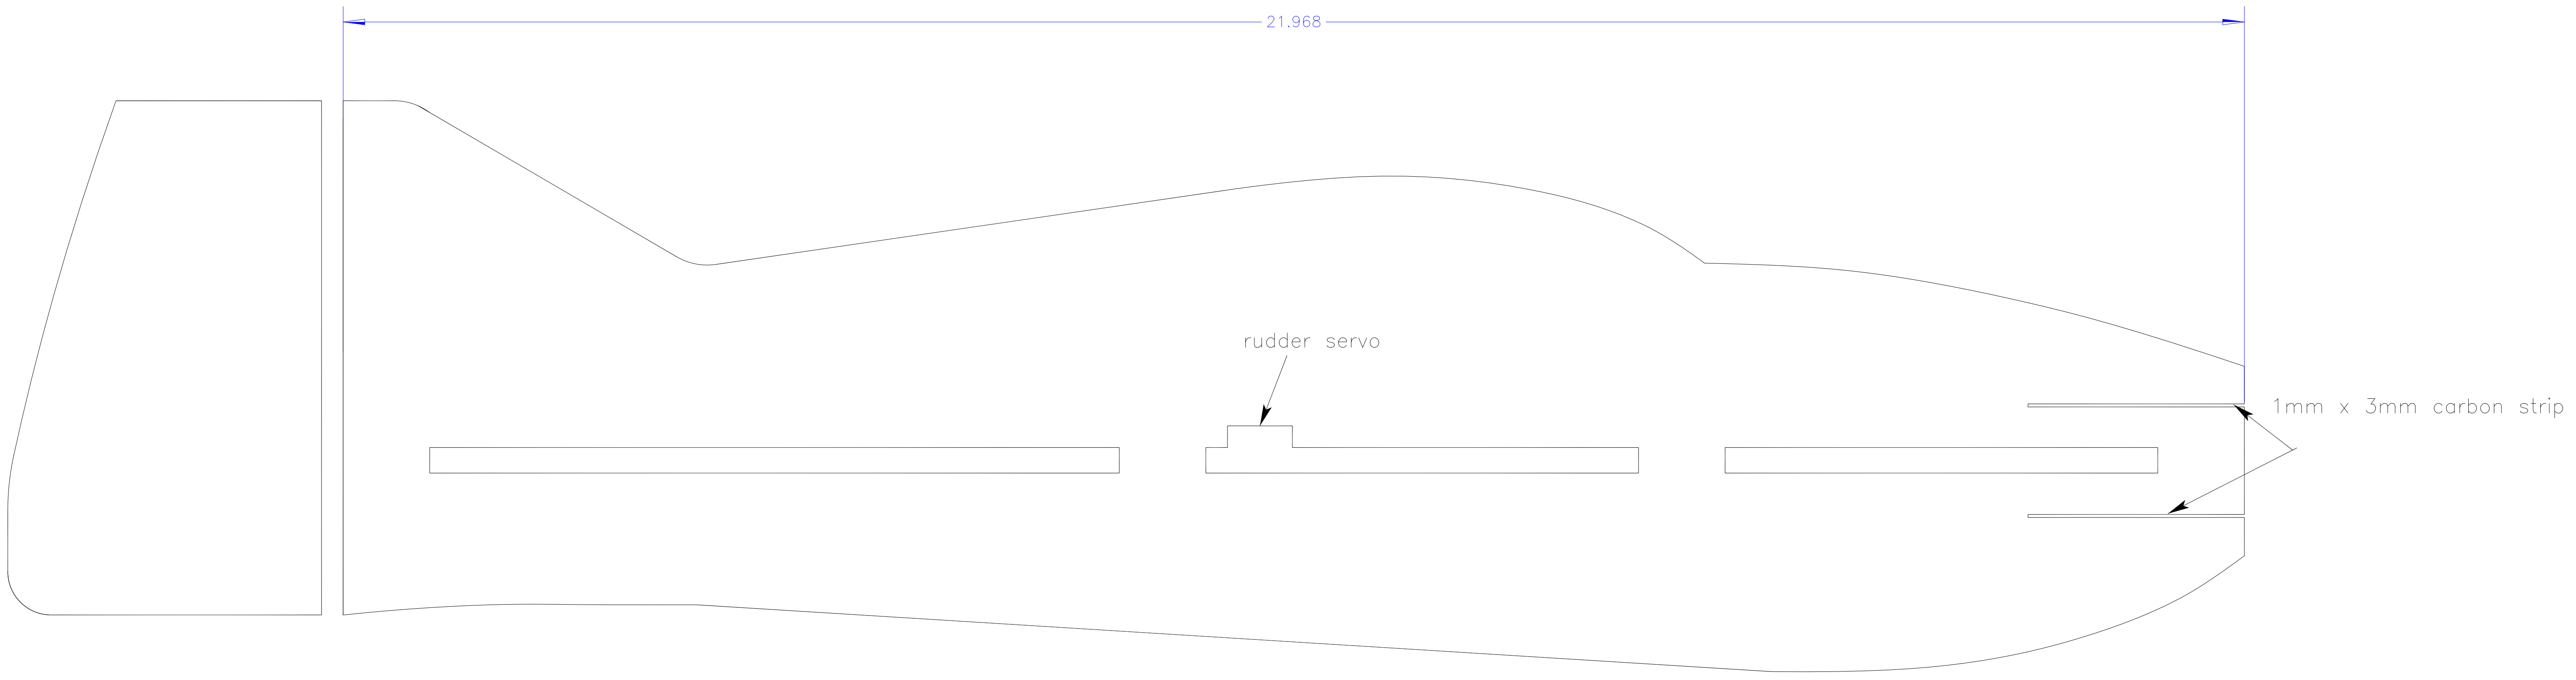 21.968
rudder servo
1mm x 3mm carbon strip